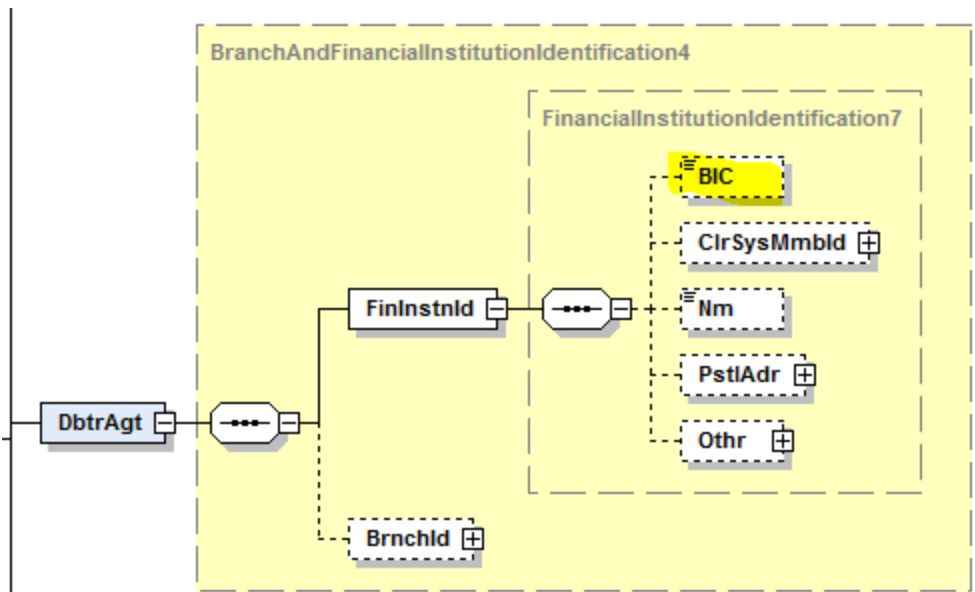 BranchAndFinancialInstitutionIdentification4
FinancialInstitutionIdentification7
BIC
ClrSysMmbId
Nm
FinInstnId
PstlAdr
DbtrAgt
Othr
BrnchId